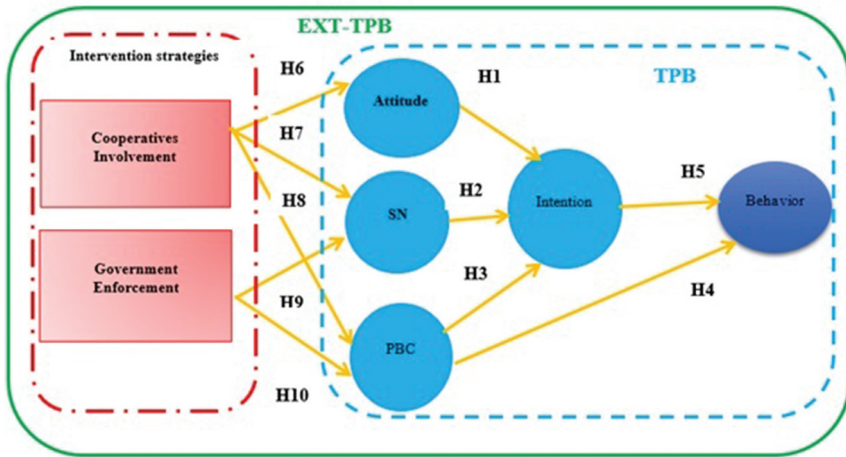 EXT-TPB
Intervention strategies
TPB
H6
H1
Attitude
Cooperatives
Involvement
H7
H2
H5
H8
SN
Intention
Behavior
Government
Enforcement
H3
H9
H4
PBC
H10